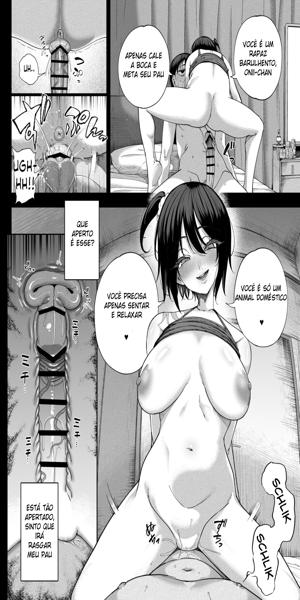 VOCÊ É UM
RAPAZ
BARULHENTO,
ONII-CHAN
APENAS CALE
A BOCA E
META SEU PAU
UH...
UGH-
HH!!
VOCÊ É SÓ UM
ANIMAL DOMÉSTICO
VOCÊ PRECISA
APENAS SENTAR
E RELAXAR
QUE
APERTO
É ESSE?
SCHLIK
SCHLIK
SCHLIK
ESTÁ TÃO
APERTADO,
SINTO QUE
IRÁ
RASGAR
MEU PAU